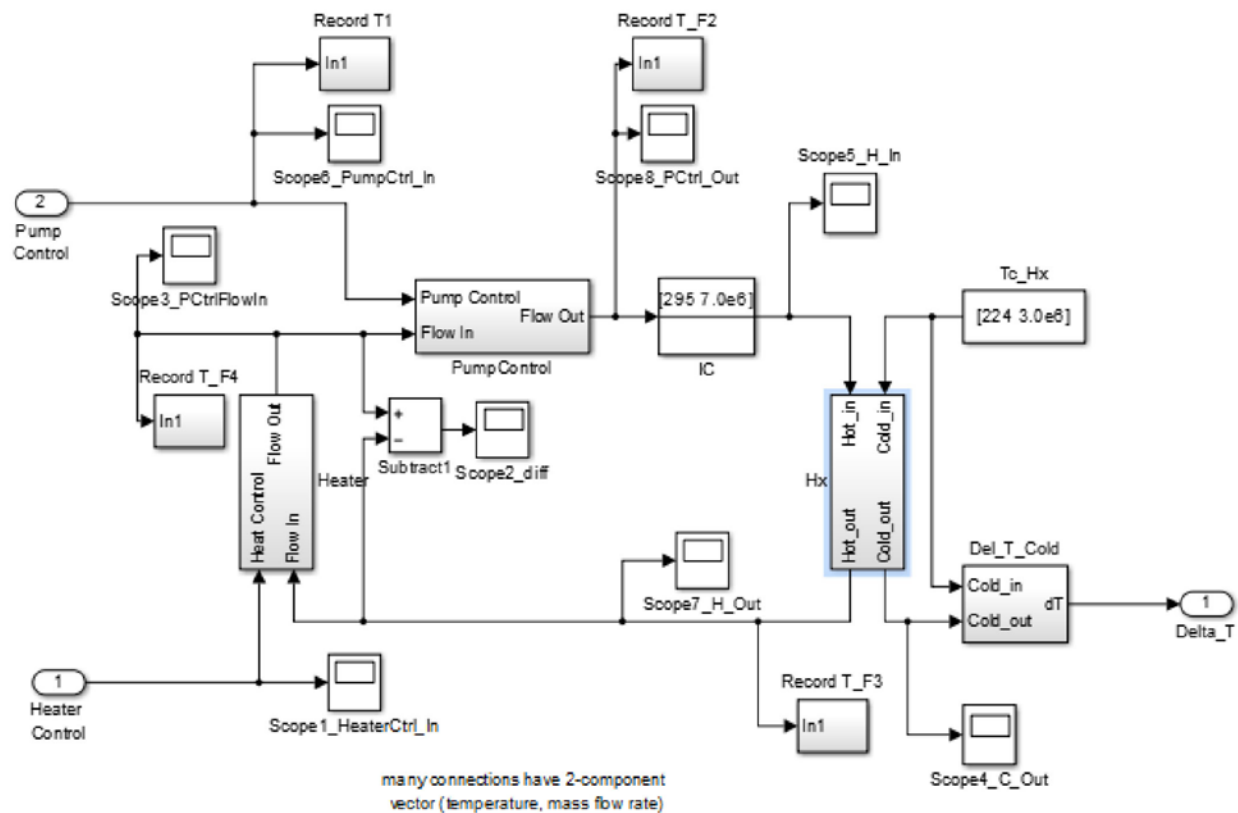 Record T1
In1
Scope6_PumpCtrl_In
Record T_F2
In1
Scope8_PCtrl_Out
Scope5_H_In
2
Pump
Control
Scope3_PCtrlFlowIn
Pump Control
Flow In
Flow Out
PumpControl
[295 7.0e6]
IC
Tc_Hx
[224 3.0e6]
Record T_F4
In1
Flow Out
Heat Control
Flow In
Heater
+
−
Subtract1
Scope2_diff
Hot_in
Cold_in
Hx
Hot_out
Cold_out
Scope7_H_Out
Del_T_Cold
Cold_in
Cold_out
dT
1
Delta_T
1
Heater
Control
Scope1_HeaterCtrl_In
Record T_F3
In1
Scope4_C_Out
many connections have 2-component
vector (temperature, mass flow rate)